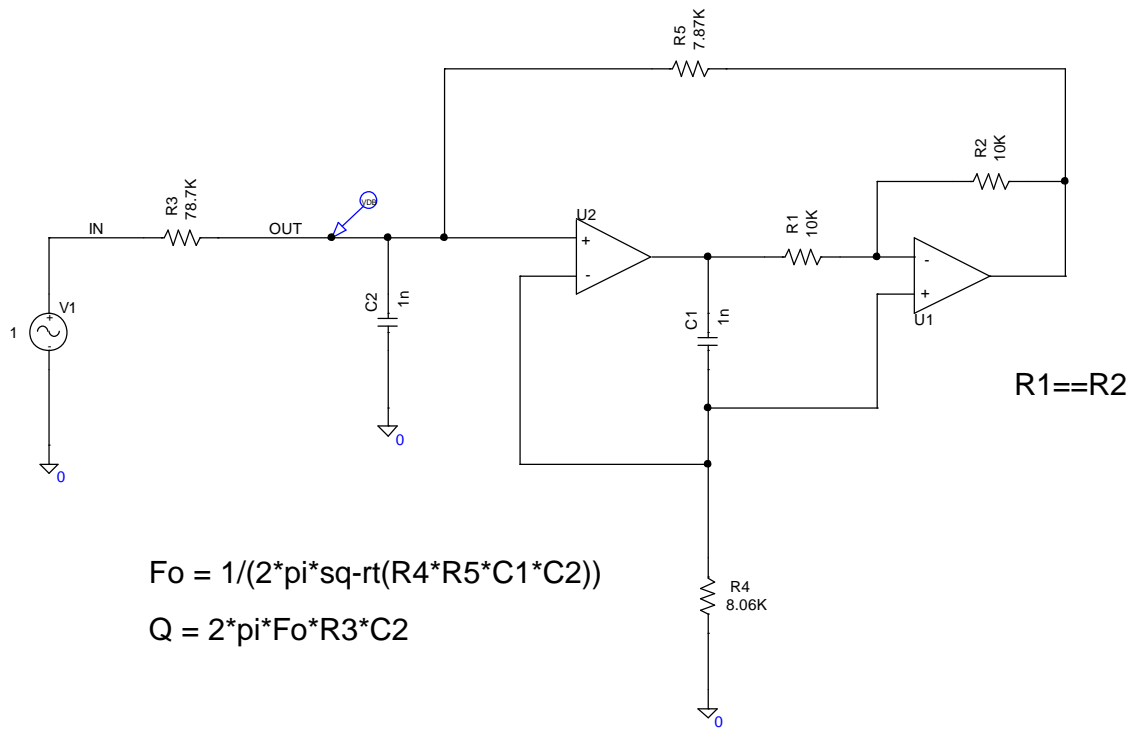 R5
7.87K
R2
10K
R3
78.7K
IN
OUT
VDB
U2
+
-
R1
10K
-
+
U1
C2
1n
C1
1n
V1
+
-
1
0
0
R1==R2
Fo = 1/(2*pi*sq-rt(R4*R5*C1*C2))
Q = 2*pi*Fo*R3*C2
R4
8.06K
0